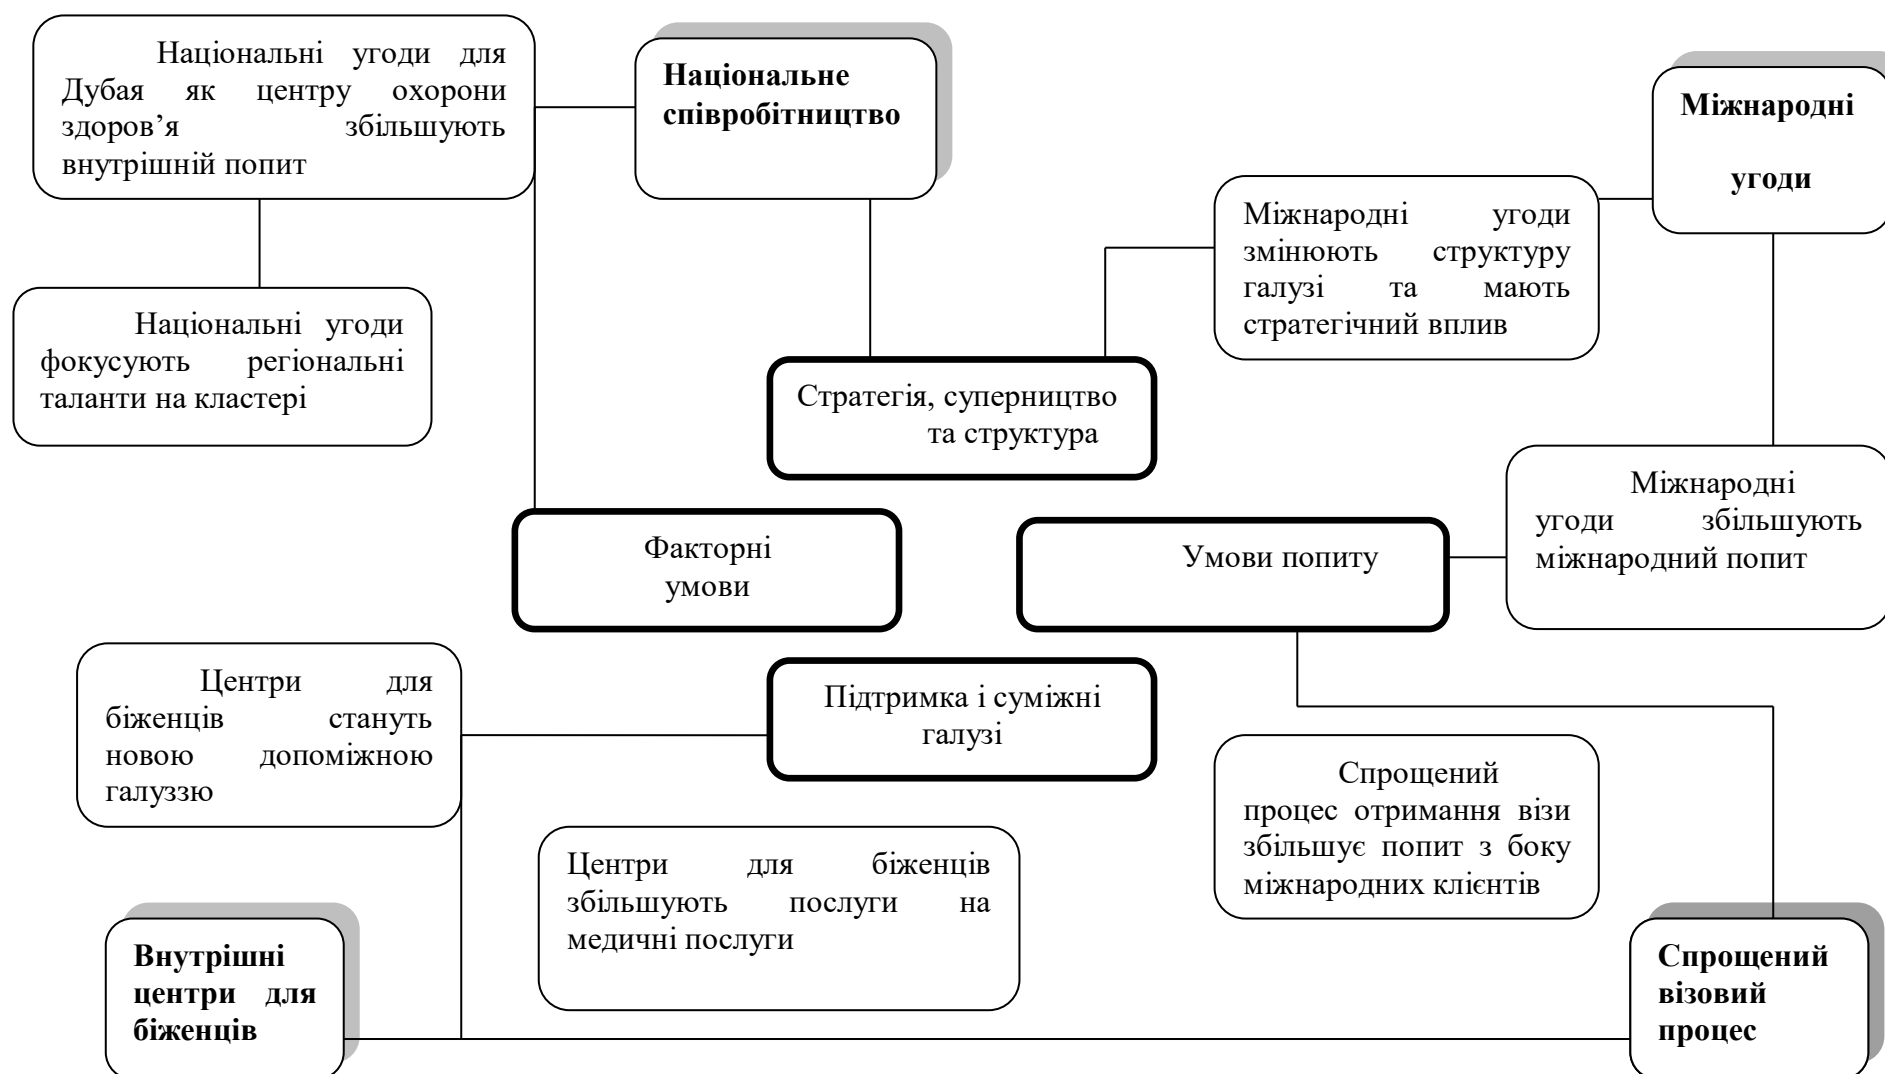 Національні угоди для
Дубая як центру охорони
здоров’я збільшують
внутрішній попит
Національне
співробітництво
Міжнародні
угоди
Міжнародні угоди
змінюють структуру
галузі та мають
стратегічний вплив
Національні угоди
фокусують регіональні
таланти на кластері
Стратегія, суперництво
та структура
Міжнародні
угоди збільшують
міжнародний попит
Факторні
умови
Умови попиту
Центри для
біженців стануть
новою допоміжною
галуззю
Підтримка і суміжні
галузі
Спрощений
процес отримання візи
збільшує попит з боку
міжнародних клієнтів
Центри для біженців
збільшують послуги на
медичні послуги
Внутрішні
центри для
біженців
Спрощений
візовий
процес